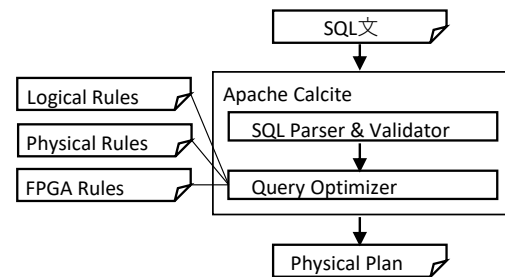 SQL文
Logical Rules
Physical Rules
FPGA Rules
Apache Calcite
SQL Parser & Validator
Query Optimizer
Physical Plan